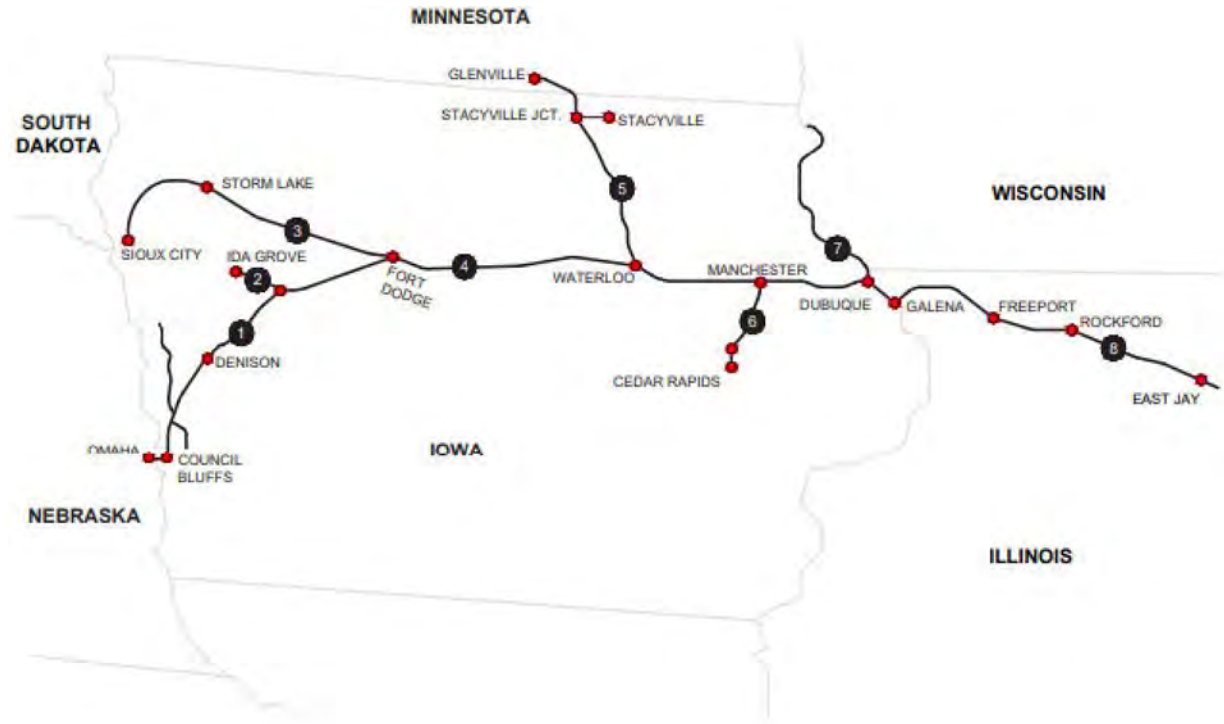 MINNESOTA
GLENVILLE
STACYVILLE JCT.
STACYVILLE
SOUTH
DAKOTA
STORM LAKE
5
WISCONSIN
3
SIOUX CITY
IDA GROVE
2
4
FORT
DODGE
WATERLOO
MANCHESTER
7
DUBUQUE
GALENA
FREEPORT
ROCKFORD
1
6
8
DENISON
CEDAR RAPIDS
EAST JAY
OMAHA
COUNCIL
BLUFFS
IOWA
NEBRASKA
ILLINOIS